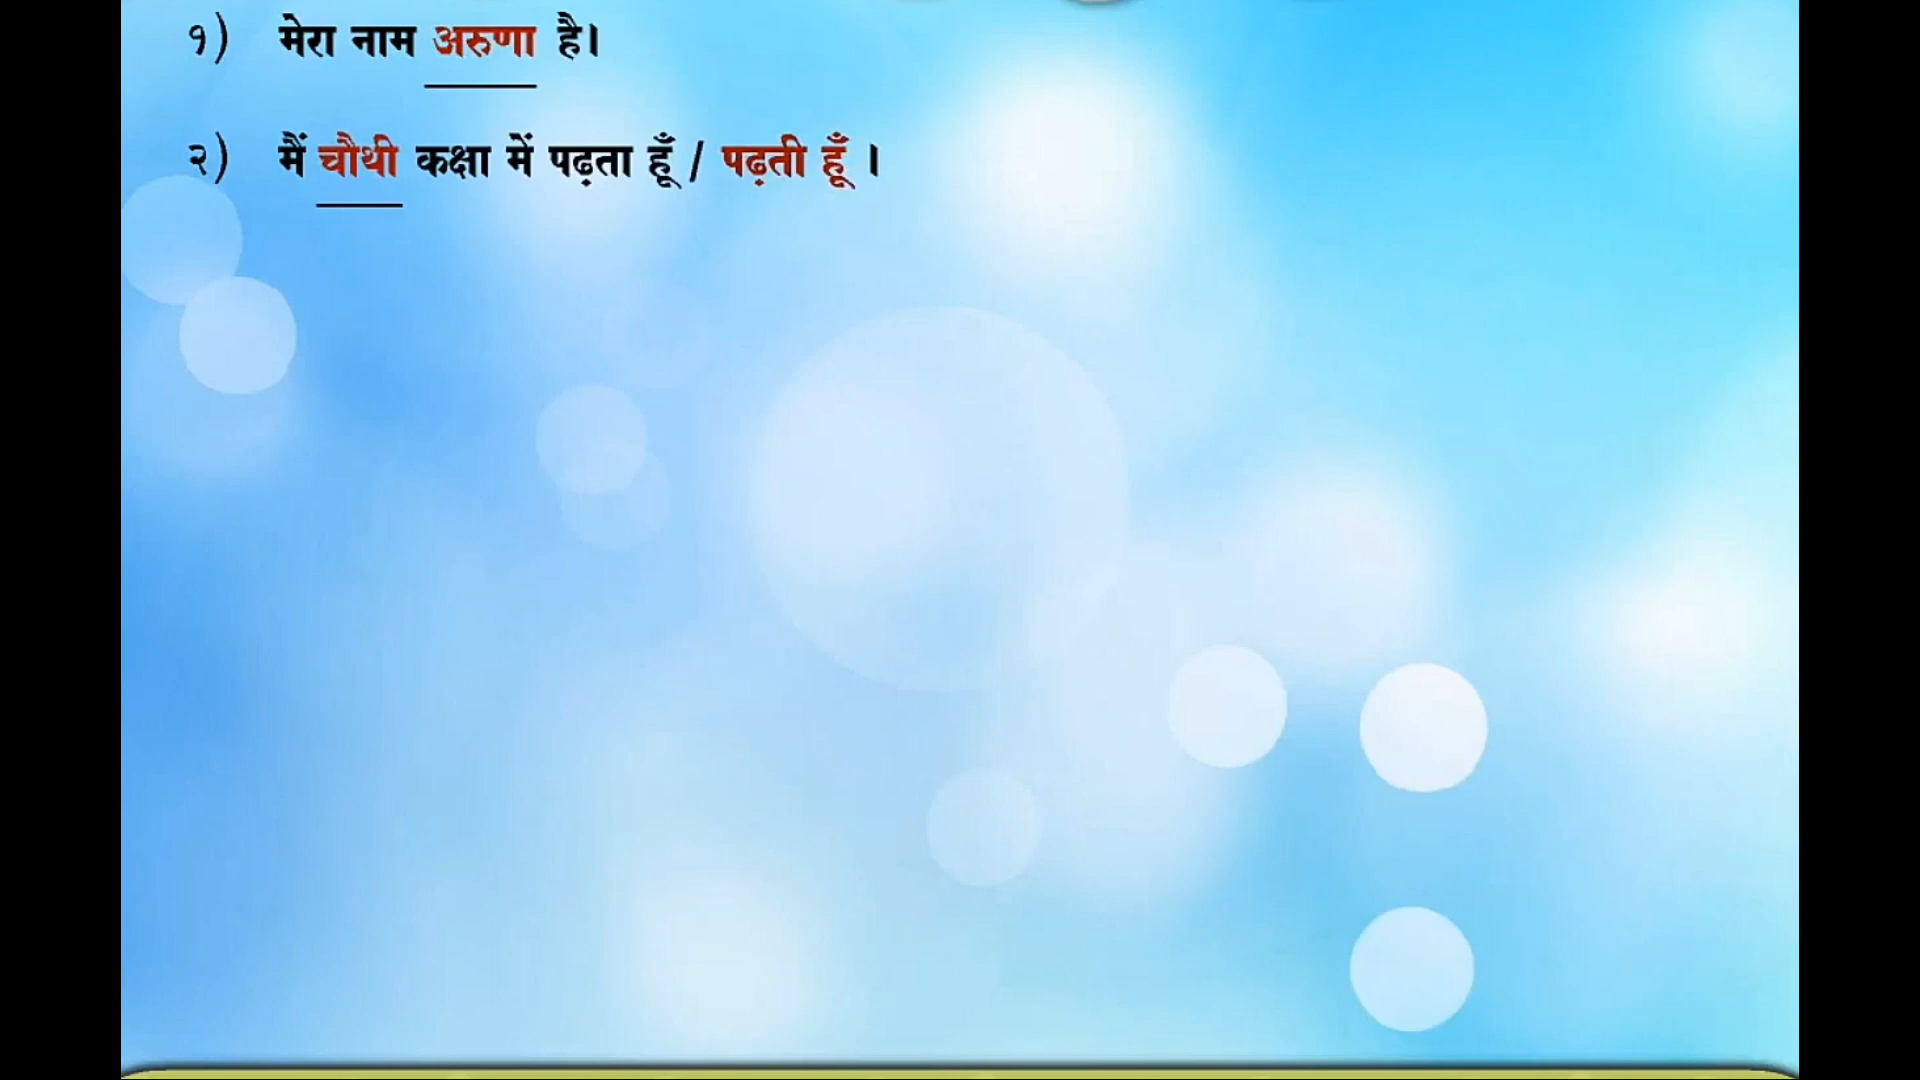 १) मेरा नाम अरुणा है।
२) मैं चौथी कक्षा में पढ़ता हूँ / पढ़ती हूँ ।